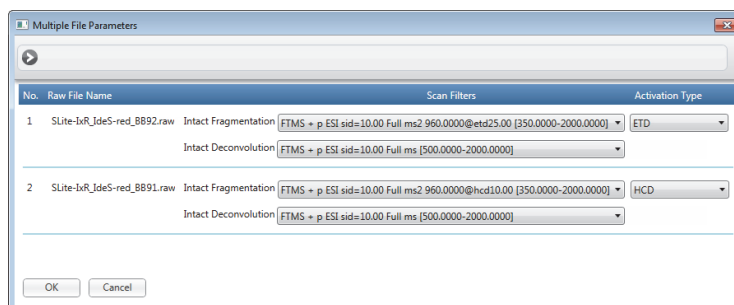 Multiple File Parameters
No. Raw File Name Scan Filters Activation Type
1 SLite-IxR_IdeS-red_BB92.raw Intact Fragmentation FTMS + p ESI sid=10.00 Full ms2 960.0000@etd25.00 [350.0000-2000.0000] ETD
Intact Deconvolution FTMS + p ESI sid=10.00 Full ms [500.0000-2000.0000]
2 SLite-IxR_IdeS-red_BB91.raw Intact Fragmentation FTMS + p ESI sid=10.00 Full ms2 960.0000@hcd10.00 [350.0000-2000.0000] HCD
Intact Deconvolution FTMS + p ESI sid=10.00 Full ms [500.0000-2000.0000]
OK Cancel